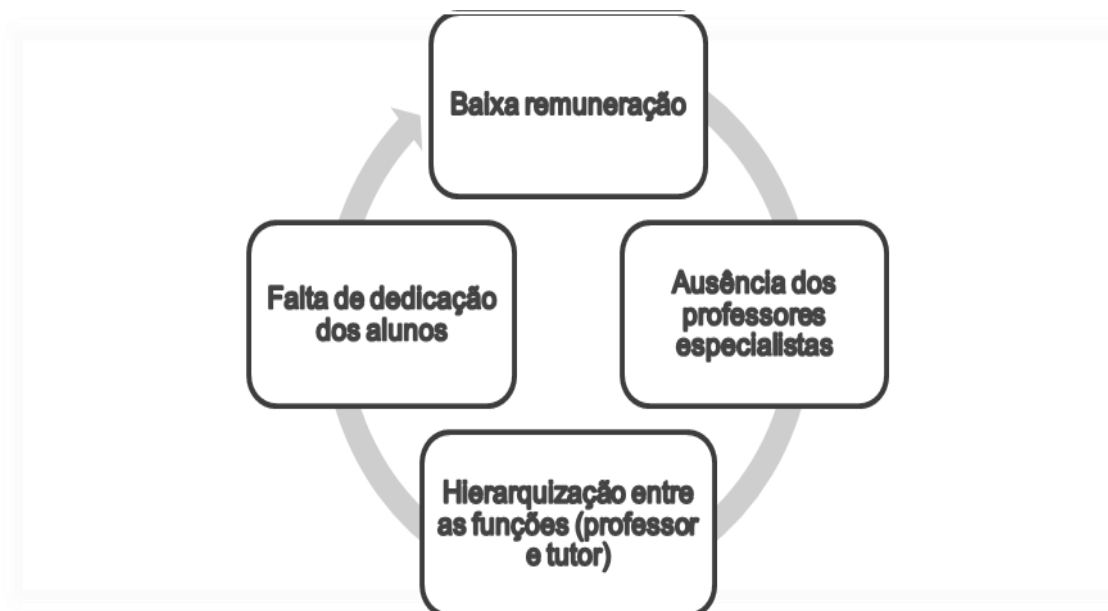 Baixa remuneração
Ausência dos
professores
especialistas
Hierarquização entre
as funções (professor
e tutor)
Falta de dedicação
dos alunos